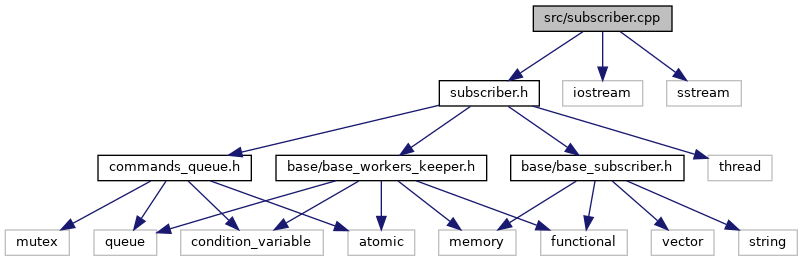 src/subscriber.cpp
subscriber.h
iostream
sstream
commands_queue.h
base/base_workers_keeper.h
base/base_subscriber.h
thread
mutex
queue
condition_variable
atomic
memory
functional
vector
string